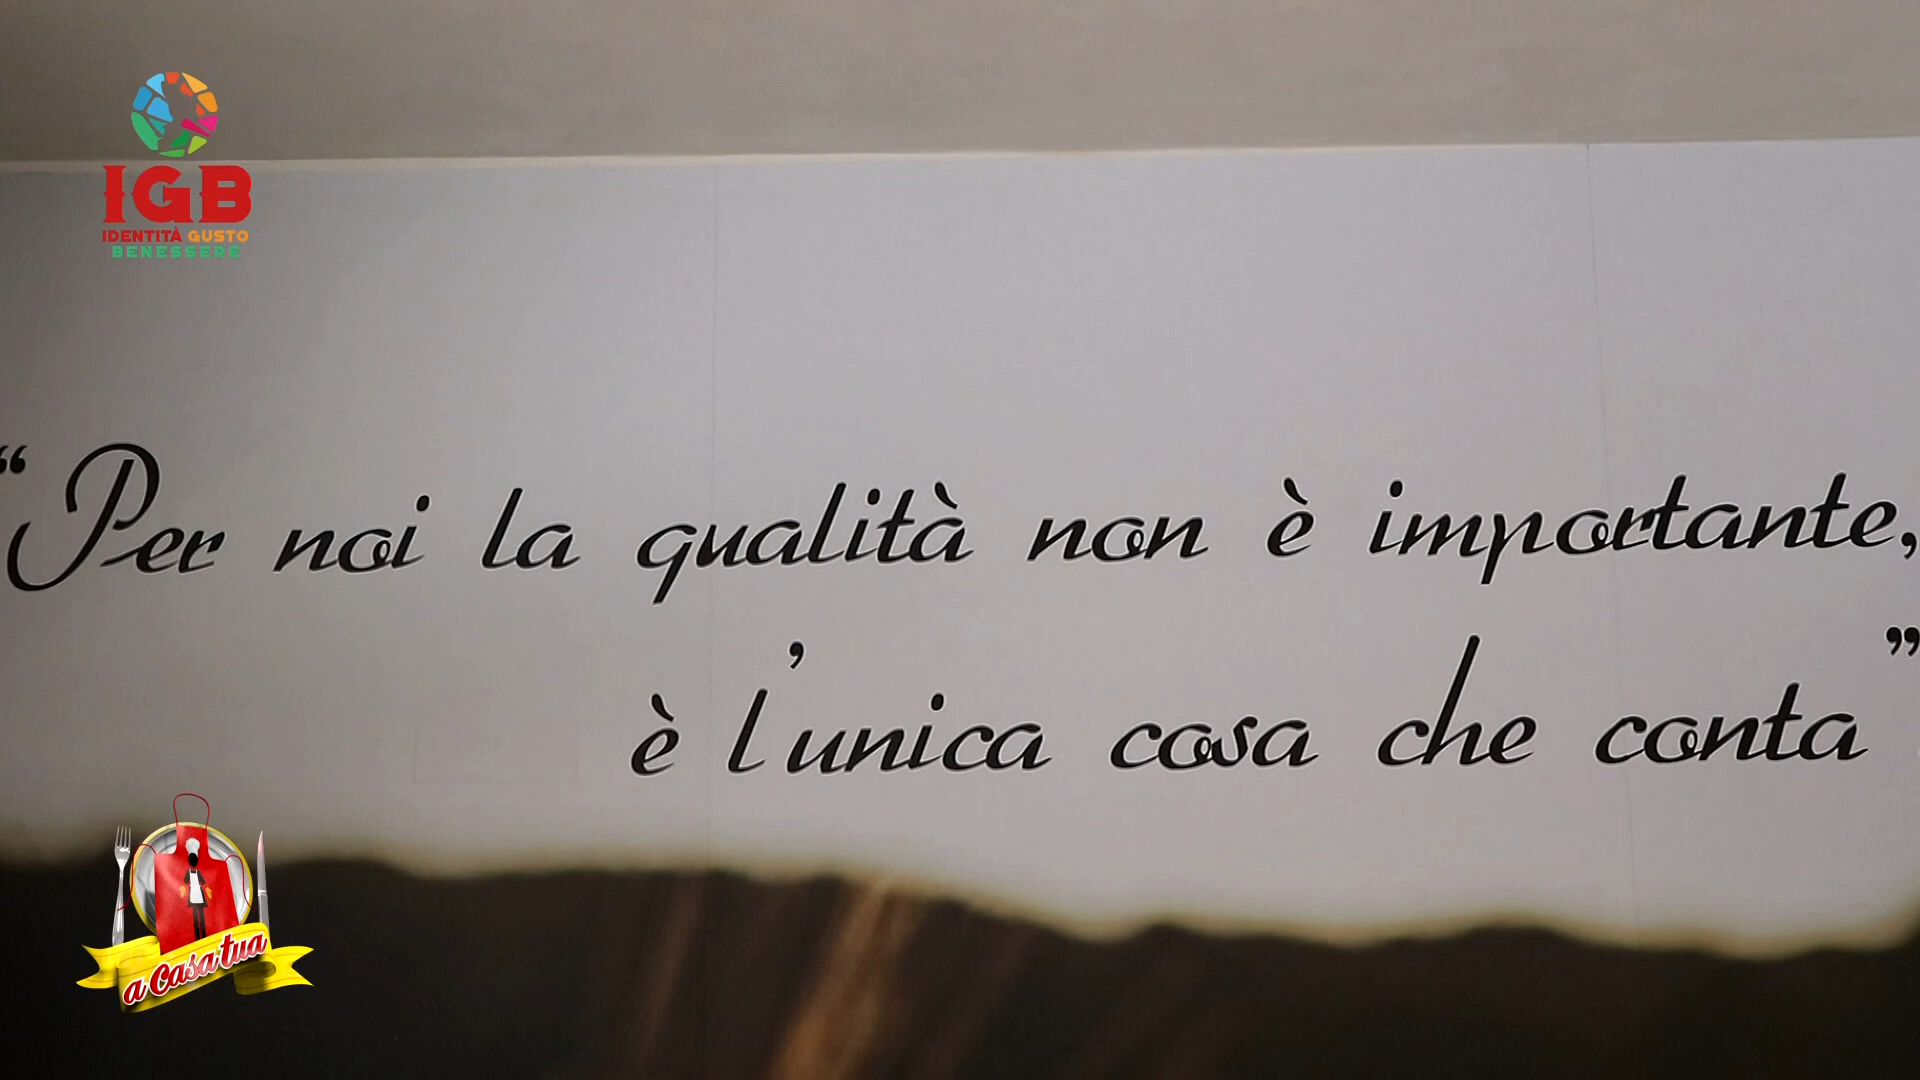 IGB
IDENTITÀ GUSTO
BENESSERE
“Per noi la qualità non è importante,
è l'unica cosa che conta”
a Casa tua